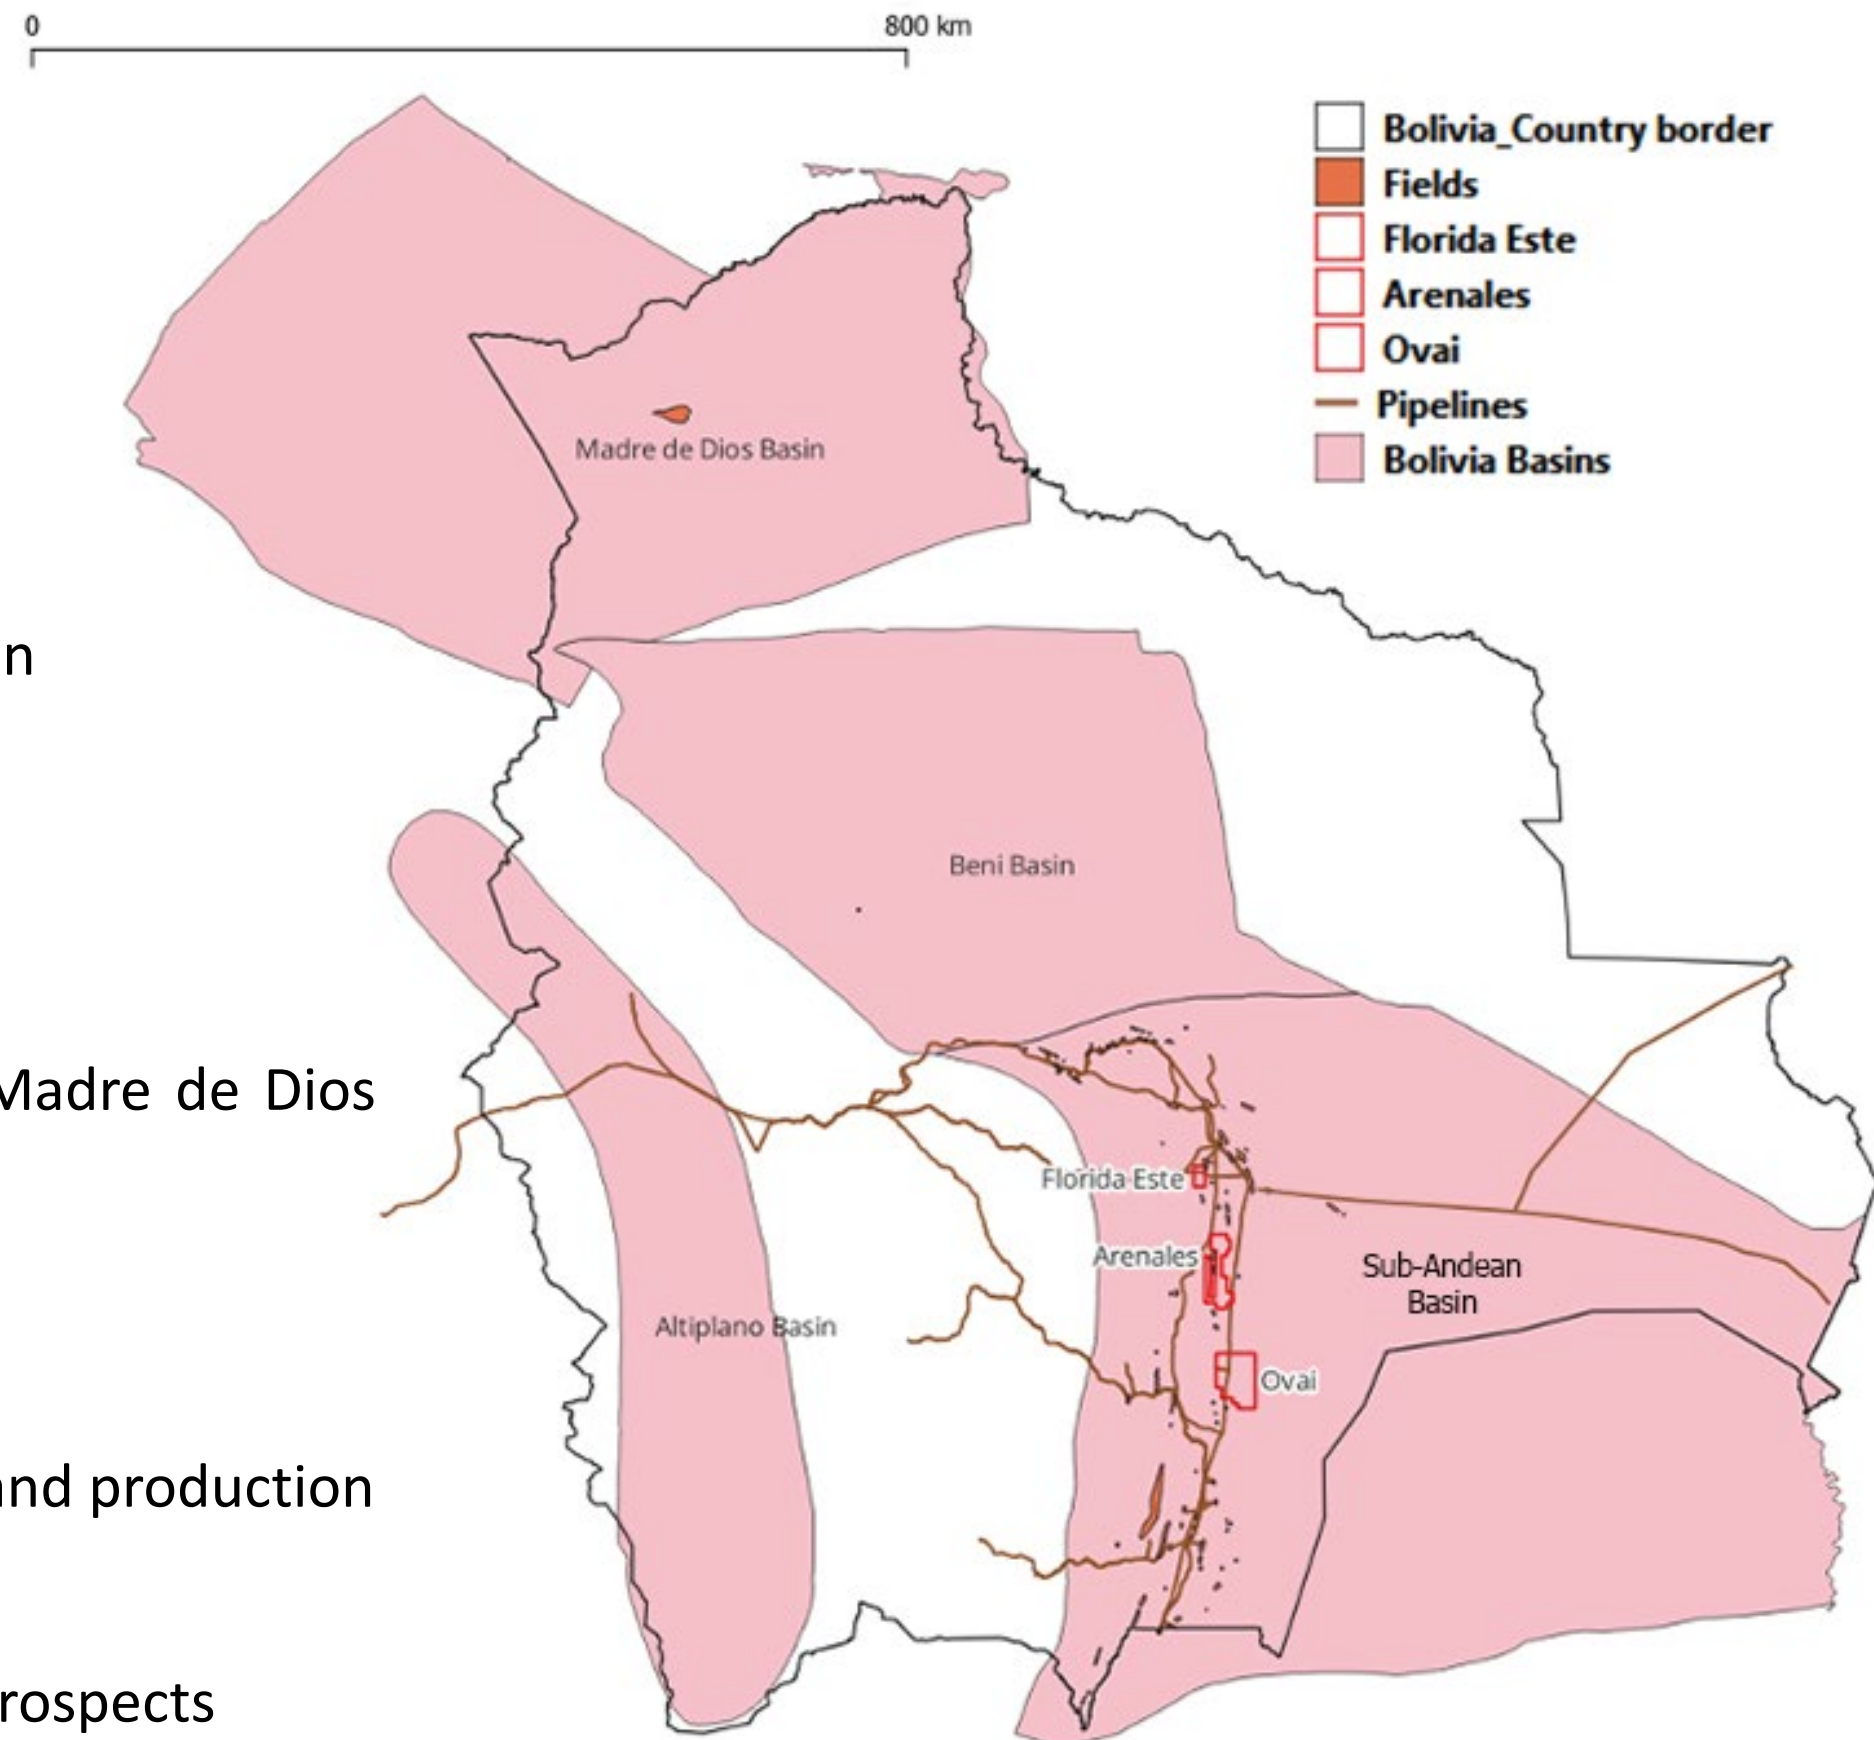 0
800 km
Bolivia_Country border
Fields
Florida Este
Arenales
Ovai
Pipelines
Bolivia Basins
Madre de Dios Basin
n
Beni Basin
Madre de Dios
Florida Este
Arenales
Sub-Andean
Basin
Altiplano Basin
Ovai
and production
rospects